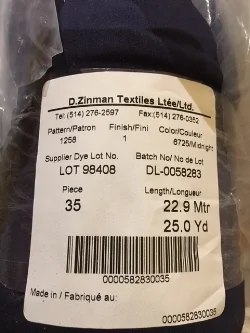 D.Zinman Textiles Ltée/Ltd.
Tel:(514) 276-2597 Fax:(514) 276-0352
Pattern/Patron Finish/Fini Color/Couleur
1258 1 6725/Midnight
Supplier Dye Lot No. Batch No/ No de Lot
LOT 98408 DL-0058283
Piece Length/Longueur
35 22.9 Mtr
25.0 Yd
0000582830035
Made in / Fabriqué au:
0000582830035